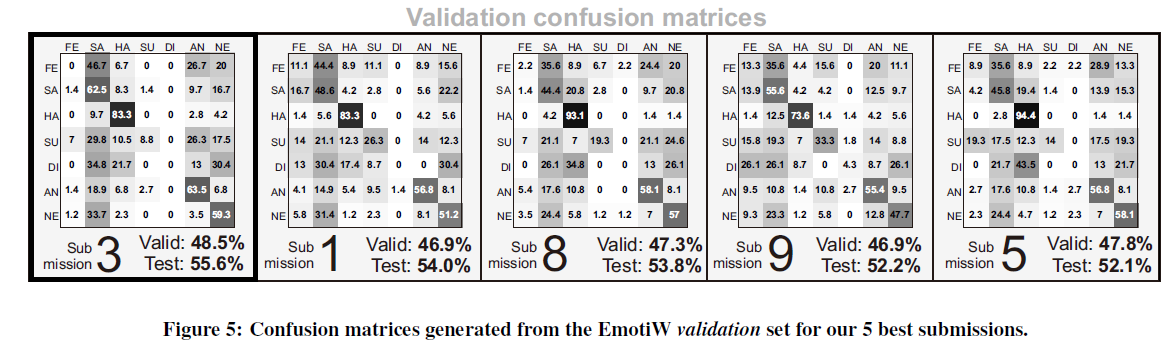 Validation confusion matrices
FE SA HA SU DI AN NE
FE 0 46.7 6.7 0 0 26.7 20
SA 1.4 62.5 8.3 1.4 0 9.7 16.7
HA 0 9.7 83.3 0 0 2.8 4.2
SU 7 29.8 10.5 8.8 0 26.3 17.5
DI 0 34.8 21.7 0 0 13 30.4
AN 1.4 18.9 6.8 2.7 0 63.5 6.8
NE 1.2 33.7 2.3 0 0 3.5 59.3
Sub
mission 3
Valid: 48.5%
Test: 55.6%
FE SA HA SU DI AN NE
FE 11.1 44.4 8.9 11.1 0 8.9 15.6
SA 16.7 48.6 4.2 2.8 0 5.6 22.2
HA 1.4 5.6 83.3 0 0 4.2 5.6
SU 14 21.1 12.3 26.3 0 14 12.3
DI 13 30.4 17.4 8.7 0 0 30.4
AN 4.1 14.9 5.4 9.5 1.4 56.8 8.1
NE 5.8 31.4 1.2 2.3 0 8.1 51.2
Sub
mission 1
Valid: 46.9%
Test: 54.0%
FE SA HA SU DI AN NE
FE 2.2 35.6 8.9 6.7 2.2 24.4 20
SA 1.4 44.4 20.8 2.8 0 9.7 20.8
HA 0 4.2 93.1 0 0 1.4 1.4
SU 7 21.1 7 19.3 0 21.1 24.6
DI 0 26.1 34.8 0 0 13 26.1
AN 5.4 17.6 10.8 0 0 58.1 8.1
NE 3.5 24.4 5.8 1.2 1.2 7 57
Sub
mission 8
Valid: 47.3%
Test: 53.8%
FE SA HA SU DI AN NE
FE 13.3 35.6 4.4 15.6 0 20 11.1
SA 13.9 55.6 4.2 4.2 0 12.5 9.7
HA 1.4 12.5 73.6 1.4 1.4 4.2 5.6
SU 15.8 19.3 7 33.3 1.8 14 8.8
DI 26.1 26.1 8.7 0 4.3 8.7 26.1
AN 9.5 10.8 1.4 10.8 2.7 55.4 9.5
NE 9.3 23.3 1.2 5.8 0 12.8 47.7
Sub
mission 9
Valid: 46.9%
Test: 52.2%
FE SA HA SU DI AN NE
FE 8.9 35.6 8.9 2.2 2.2 28.9 13.3
SA 4.2 45.8 19.4 1.4 0 13.9 15.3
HA 0 2.8 94.4 0 0 1.4 1.4
SU 19.3 17.5 12.3 14 0 17.5 19.3
DI 0 21.7 43.5 0 0 13 21.7
AN 2.7 17.6 10.8 1.4 2.7 56.8 8.1
NE 2.3 24.4 4.7 1.2 2.3 7 58.1
Sub
mission 5
Valid: 47.8%
Test: 52.1%
Figure 5: Confusion matrices generated from the EmotiW validation set for our 5 best submissions.